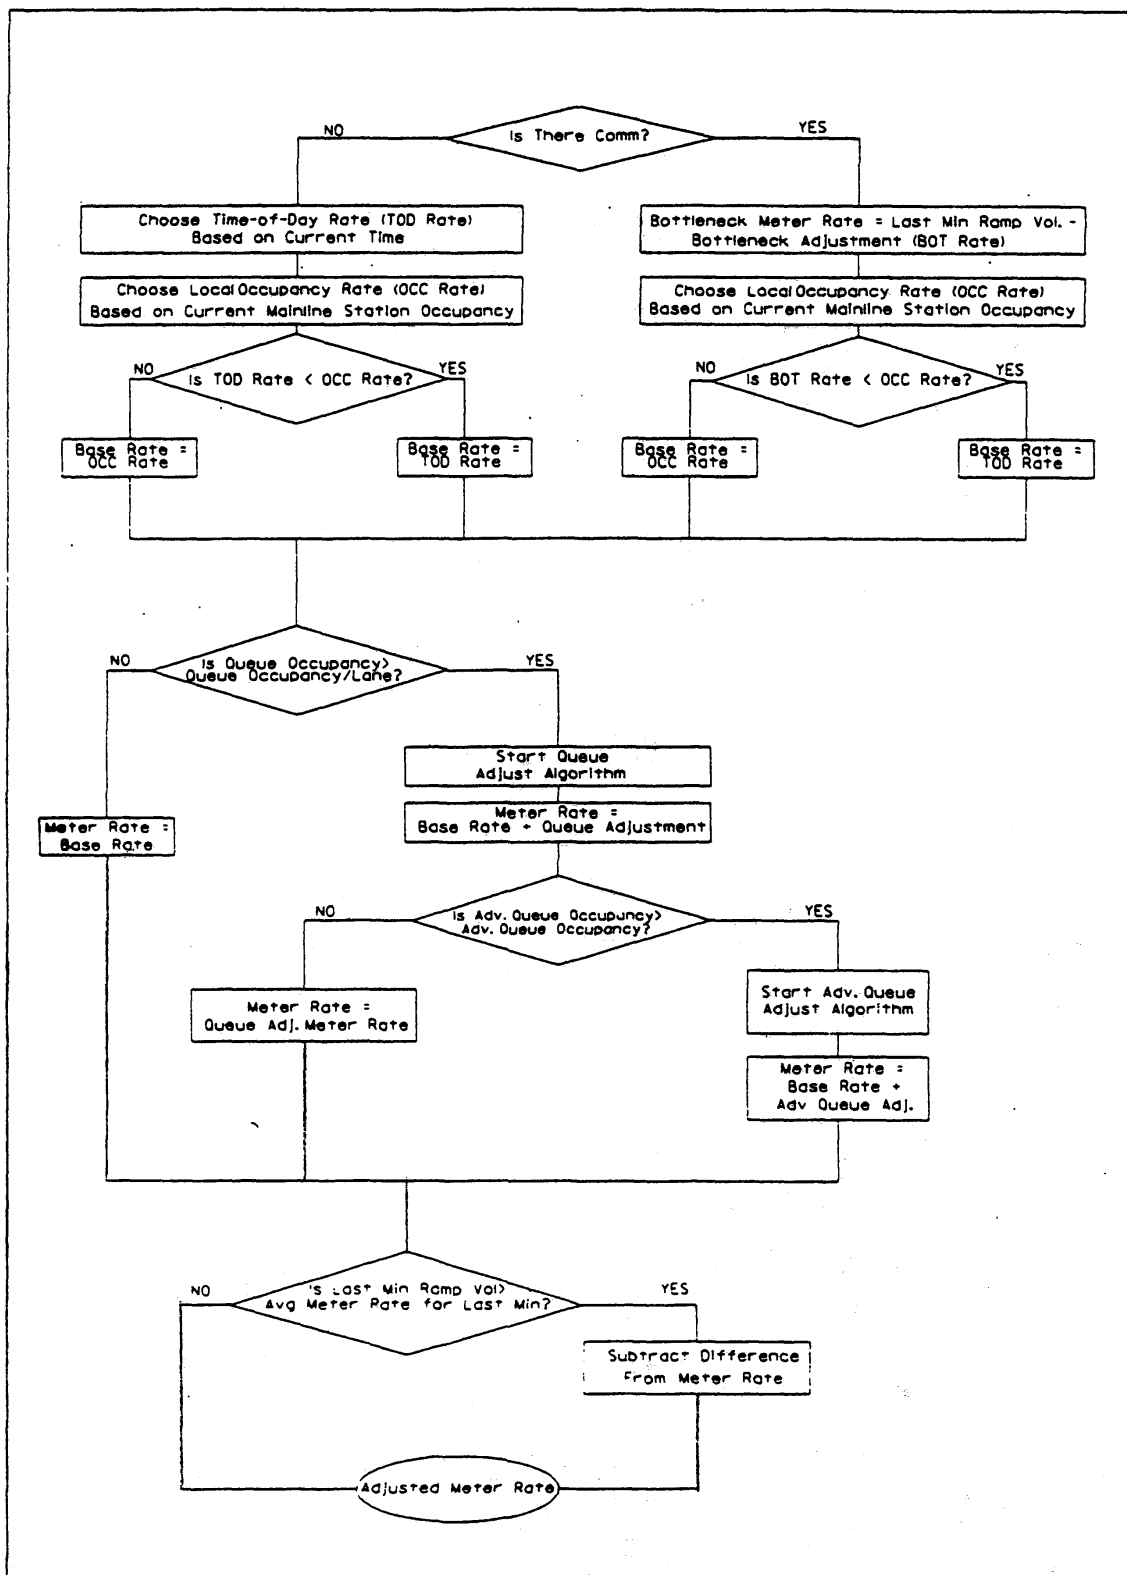 Is There Comm?
NO
YES
Choose Time-of-Day Rate (TOD Rate)
Based on Current Time
Bottleneck Meter Rate = Last Min Ramp Vol. -
Bottleneck Adjustment (BOT Rate)
Choose Local Occupancy Rate (OCC Rate)
Based on Current Mainline Station Occupancy
Choose Local Occupancy Rate (OCC Rate)
Based on Current Mainline Station Occupancy
NO
Is TOD Rate < OCC Rate?
YES
NO
Is BOT Rate < OCC Rate?
YES
Base Rate =
OCC Rate
Base Rate =
TOD Rate
Base Rate =
OCC Rate
Base Rate =
TOD Rate
NO
Is Queue Occupancy>
Queue Occupancy/Lane?
YES
Start Queue
Adjust Algorithm
Meter Rate =
Base Rate
Meter Rate =
Base Rate + Queue Adjustment
NO
Is Adv. Queue Occupancy>
Adv. Queue Occupancy?
YES
Meter Rate =
Queue Adj. Meter Rate
Start Adv. Queue
Adjust Algorithm
Meter Rate =
Base Rate +
Adv Queue Adj.
NO
Is Last Min Ramp Vol>
Avg Meter Rate for Last Min?
YES
Subtract Difference
From Meter Rate
Adjusted Meter Rate